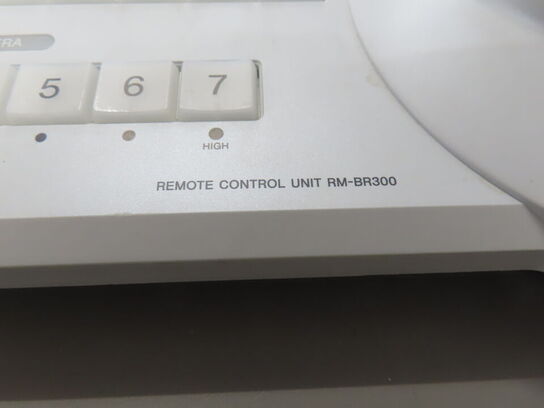 5 6 7
HIGH
REMOTE CONTROL UNIT RM-BR300